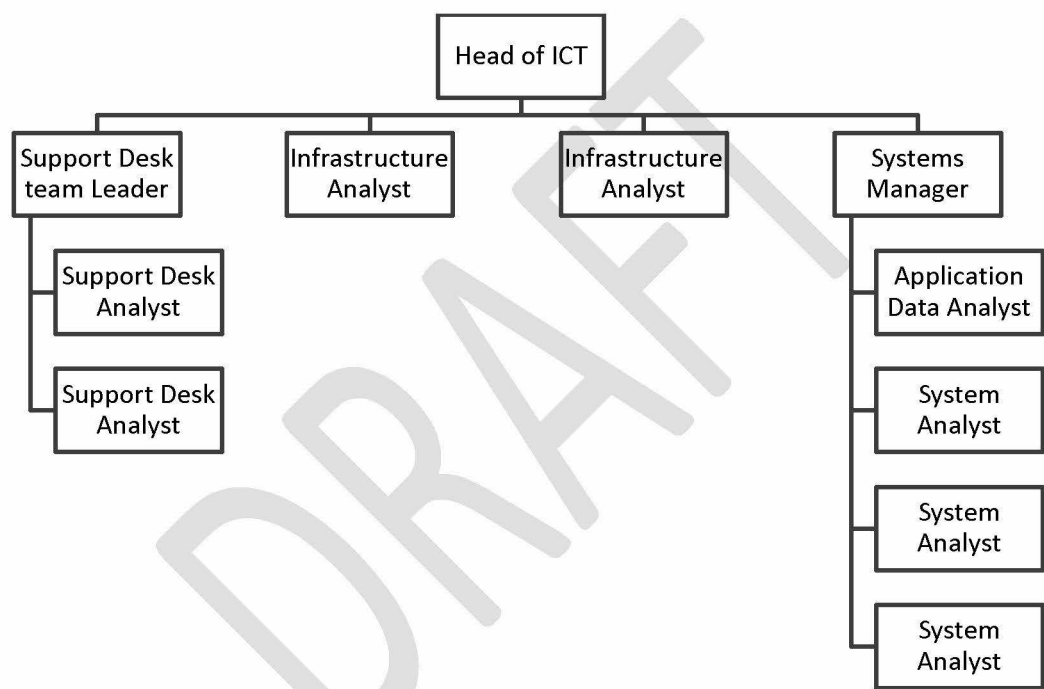 Head of ICT
Support Desk
team Leader
Infrastructure
Analyst
Infrastructure
Analyst
Systems
Manager
Support Desk
Analyst
Support Desk
Analyst
Application
Data Analyst
System
Analyst
System
Analyst
System
Analyst
DRAFT